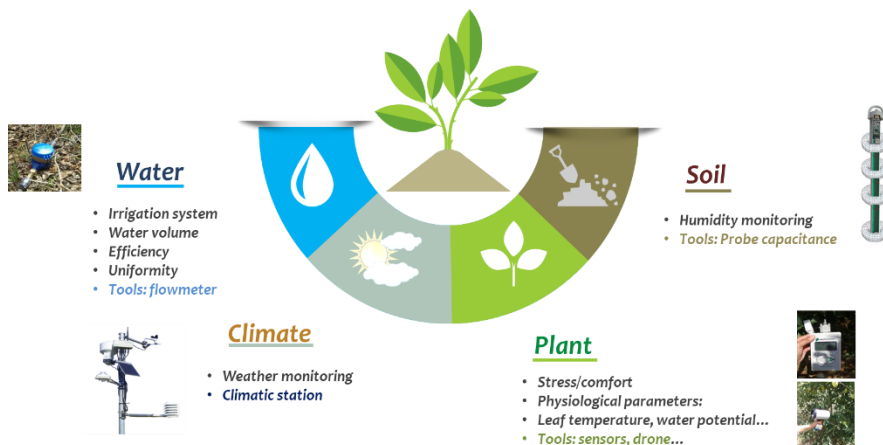 Water
• Irrigation system
• Water volume
• Efficiency
• Uniformity
• Tools: flowmeter
Soil
• Humidity monitoring
• Tools: Probe capacitance
Climate
• Weather monitoring
• Climatic station
Plant
• Stress/comfort
• Physiological parameters:
• Leaf temperature, water potential...
• Tools: sensors, drone...